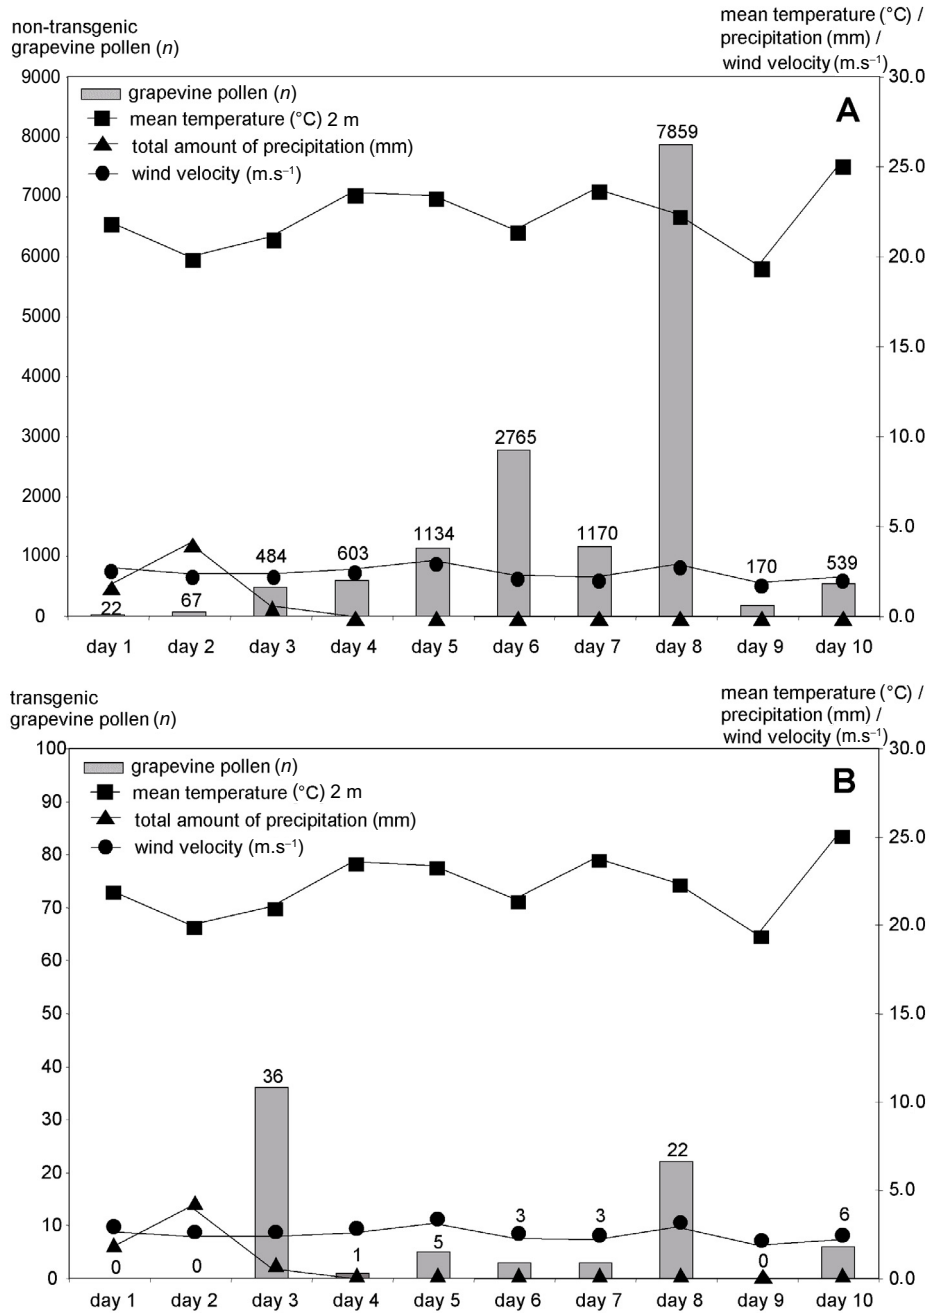 non-transgenic
grapevine pollen (n)
mean temperature (°C) /
precipitation (mm) /
wind velocity (m.s⁻¹)
9000
8000
7000
6000
5000
4000
3000
2000
1000
0
30.0
25.0
20.0
15.0
10.0
5.0
0.0
grapevine pollen (n)
mean temperature (°C) 2 m
total amount of precipitation (mm)
wind velocity (m.s⁻¹)
A
22
67
484
603
1134
2765
1170
7859
170
539
day 1
day 2
day 3
day 4
day 5
day 6
day 7
day 8
day 9
day 10
transgenic
grapevine pollen (n)
mean temperature (°C) /
precipitation (mm) /
wind velocity (m.s⁻¹)
100
90
80
70
60
50
40
30
20
10
0
30.0
25.0
20.0
15.0
10.0
5.0
0.0
grapevine pollen (n)
mean temperature (°C) 2 m
total amount of precipitation (mm)
wind velocity (m.s⁻¹)
B
0
0
36
1
5
3
3
22
0
6
day 1
day 2
day 3
day 4
day 5
day 6
day 7
day 8
day 9
day 10